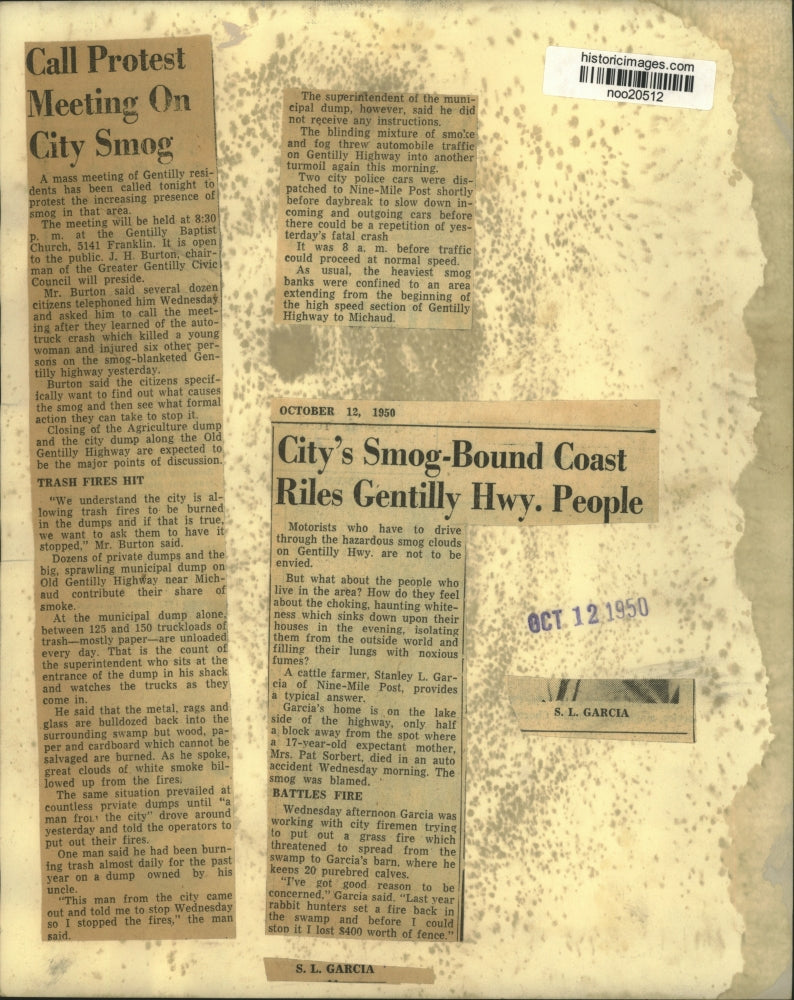 Call Protest
Meeting On
City Smog
A mass meeting of Gentilly resi-
dents has been called tonight to
protest the increasing presence of
smog in that area.
The meeting will be held at 8:30
p. m. at the Gentilly Baptist
Church, 5141 Franklin. It is open
to the public. J. H. Burton, chair-
man of the Greater Gentilly Civic
Council will preside.
Mr. Burton said several dozen
citizens telephoned him Wednesday
and asked him to call the meet-
ing after they learned of the auto-
truck crash which killed a young
woman and injured six other per-
sons on the smog-blanketed Gen-
tilly highway yesterday.
Burton said the citizens specif-
ically want to find out what causes
the smog and then see what formal
action they can take to stop it.
Closing of the Agriculture dump
and the city dump along the Old
Gentilly Highway are expected to
be the major points of discussion.
TRASH FIRES HIT
"We understand the city is al-
lowing trash fires to be burned
in the dumps and if that is true,
we want to ask them to have it
stopped," Mr. Burton said.
Dozens of private dumps and the
big, sprawling municipal dump on
Old Gentilly Highway near Mich-
aud contribute their share of
smoke.
At the municipal dump alone,
between 125 and 150 truckloads of
trash—mostly paper—are unloaded
every day. That is the count of
the superintendent who sits at the
entrance of the dump in his shack
and watches the trucks as they
come in.
He said that the metal, rags and
glass are bulldozed back into the
surrounding swamp but wood, pa-
per and cardboard which cannot be
salvaged are burned. As he spoke,
great clouds of white smoke bil-
lowed up from the fires.
The same situation prevailed at
countless prviate dumps until "a
man from the city" drove around
yesterday and told the operators to
put out their fires.
One man said he had been burn-
ing trash almost daily for the past
year on a dump owned by his
uncle.
"This man from the city came
out and told me to stop Wednesday
so I stopped the fires," the man
said.
The superintendent of the muni-
cipal dump, however, said he did
not receive any instructions.
The blinding mixture of smoke
and fog threw automobile traffic
on Gentilly Highway into another
turmoil again this morning.
Two city police cars were dis-
patched to Nine-Mile Post shortly
before daybreak to slow down in-
coming and outgoing cars before
there could be a repetition of yes-
terday's fatal crash
It was 8 a. m. before traffic
could proceed at normal speed.
As usual, the heaviest smog
banks were confined to an area
extending from the beginning of
the high speed section of Gentilly
Highway to Michaud.
historicimages.com
noo20512
OCTOBER 12, 1950
City's Smog-Bound Coast
Riles Gentilly Hwy. People
Motorists who have to drive
through the hazardous smog clouds
on Gentilly Hwy. are not to be
envied.
But what about the people who
live in the area? How do they feel
about the choking, haunting white-
ness which sinks down upon their
houses in the evening, isolating
them from the outside world and
filling their lungs with noxious
fumes?
A cattle farmer, Stanley L. Gar-
cia of Nine-Mile Post, provides
a typical answer.
Garcia's home is on the lake
side of the highway, only half
a block away from the spot where
a 17-year-old expectant mother,
Mrs. Pat Sorbert, died in an auto
accident Wednesday morning. The
smog was blamed.
BATTLES FIRE
Wednesday afternoon Garcia was
working with city firemen trying
to put out a grass fire which
threatened to spread from the
swamp to Garcia's barn, where he
keeps 20 purebred calves.
"I've got good reason to be
concerned," Garcia said. "Last year
rabbit hunters set a fire back in
the swamp and before I could
stop it I lost $400 worth of fence."
OCT 12 1950
S. L. GARCIA
S. L. GARCIA